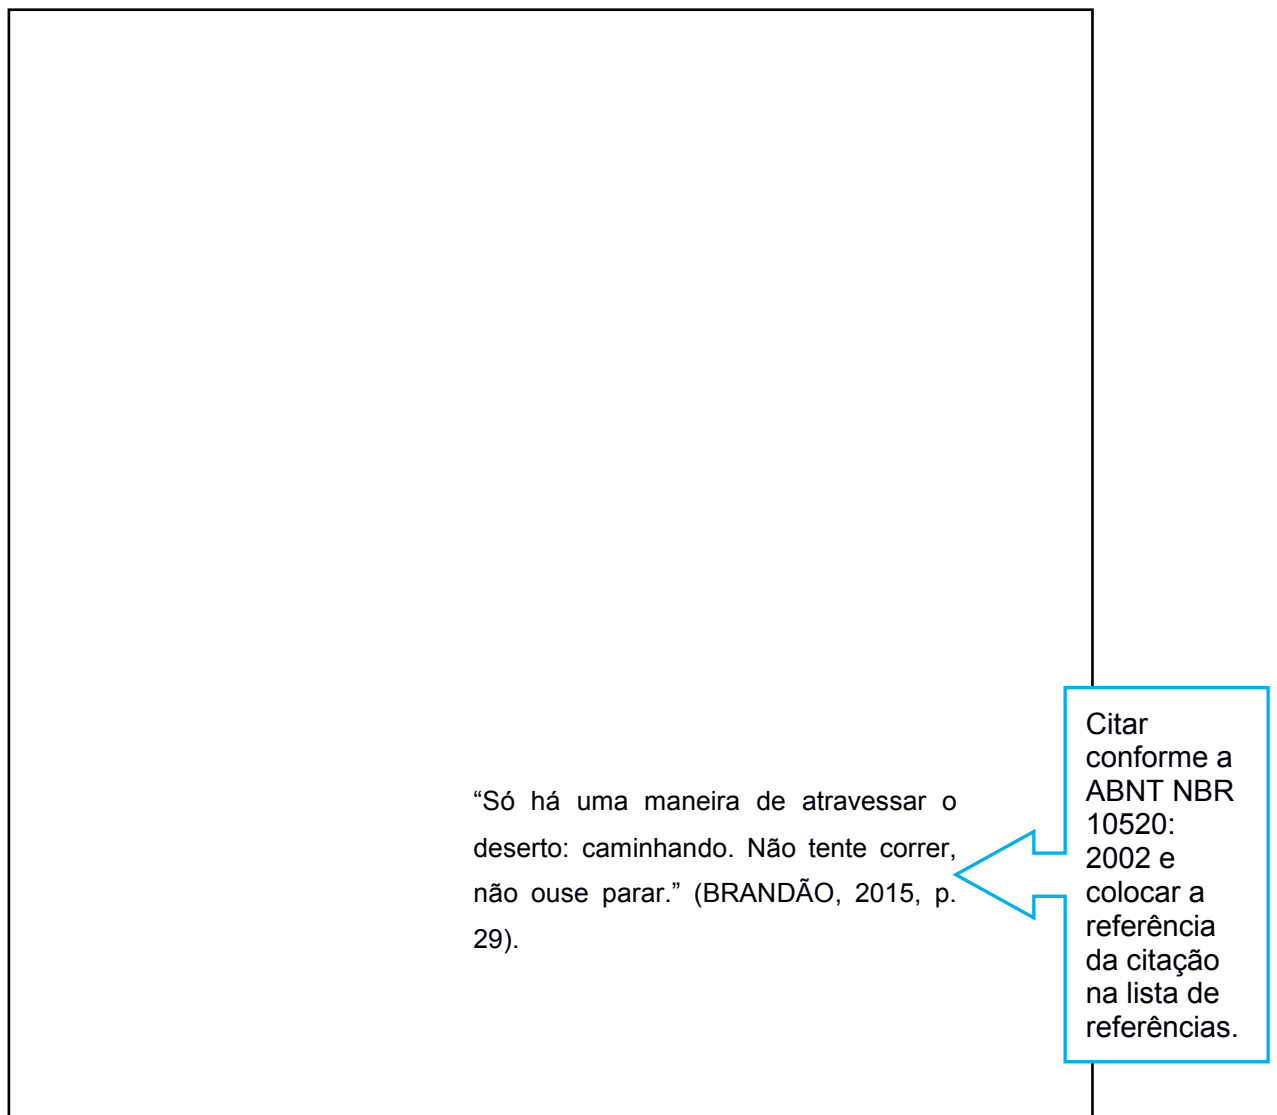 “Só há uma maneira de atravessar o
deserto: caminhando. Não tente correr,
não ouse parar.” (BRANDÃO, 2015, p.
29).
Citar
conforme a
ABNT NBR
10520:
2002 e
colocar a
referência
da citação
na lista de
referências.